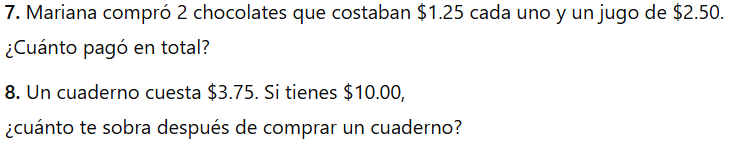 7. Mariana compró 2 chocolates que costaban $1.25 cada uno y un jugo de $2.50.
¿Cuánto pagó en total?
8. Un cuaderno cuesta $3.75. Si tienes $10.00,
¿cuánto te sobra después de comprar un cuaderno?